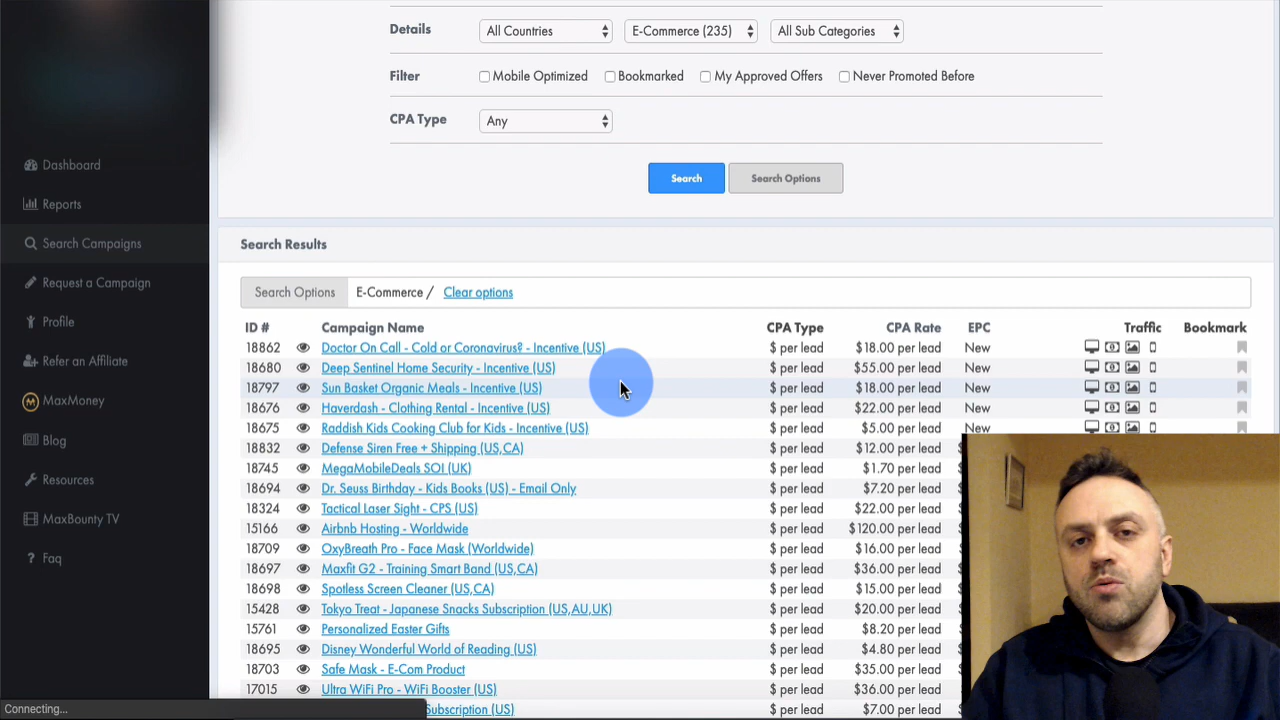 Details All Countries E-Commerce (235) All Sub Categories
Filter Mobile Optimized Bookmarked My Approved Offers Never Promoted Before
CPA Type Any
Search Search Options
Dashboard
Reports
Search Campaigns
Request a Campaign
Profile
Refer an Affiliate
MaxMoney
Blog
Resources
MaxBounty TV
? Faq
Search Results
Search Options E-Commerce / Clear options
ID # Campaign Name CPA Type CPA Rate EPC Traffic Bookmark
18862 Doctor On Call - Cold or Coronavirus? - Incentive (US) $ per lead $18.00 per lead New
18680 Deep Sentinel Home Security - Incentive (US) $ per lead $55.00 per lead New
18797 Sun Basket Organic Meals - Incentive (US) $ per lead $18.00 per lead New
18676 Haverdash - Clothing Rental - Incentive (US) $ per lead $22.00 per lead New
18675 Raddish Kids Cooking Club for Kids - Incentive (US) $ per lead $5.00 per lead New
18832 Defense Siren Free + Shipping (US,CA) $ per lead $12.00 per lead
18745 MegaMobileDeals SOI (UK) $ per lead $1.70 per lead
18694 Dr. Seuss Birthday - Kids Books (US) - Email Only $ per lead $7.20 per lead
18324 Tactical Laser Sight - CPS (US) $ per lead $22.00 per lead
15166 Airbnb Hosting - Worldwide $ per lead $120.00 per lead
18709 OxyBreath Pro - Face Mask (Worldwide) $ per lead $16.00 per lead
18697 Maxfit G2 - Training Smart Band (US,CA) $ per lead $36.00 per lead
18698 Spotless Screen Cleaner (US,CA) $ per lead $15.00 per lead
15428 Tokyo Treat - Japanese Snacks Subscription (US,AU,UK) $ per lead $20.00 per lead
15761 Personalized Easter Gifts $ per lead $8.20 per lead
18695 Disney Wonderful World of Reading (US) $ per lead $4.80 per lead
18703 Safe Mask - E-Com Product $ per lead $35.00 per lead
17015 Ultra WiFi Pro - WiFi Booster (US) $ per lead $36.00 per lead
Subscription (US) $ per lead $7.00 per lead
Connecting...